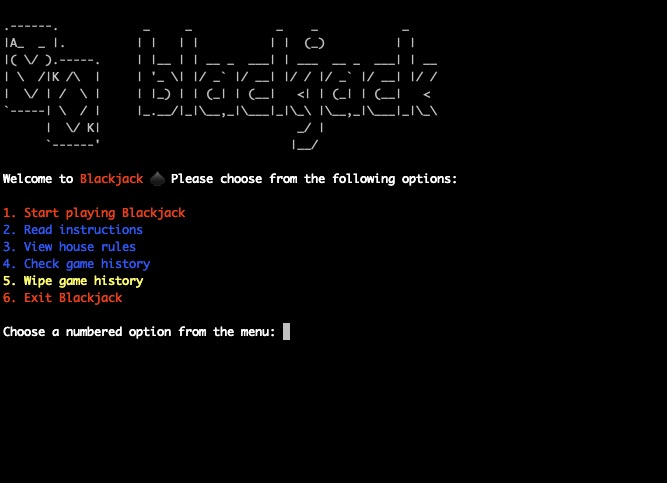 A
K
blackjack
K
Welcome to Blackjack ♠ Please choose from the following options:
1. Start playing Blackjack
2. Read instructions
3. View house rules
4. Check game history
5. Wipe game history
6. Exit Blackjack
Choose a numbered option from the menu: